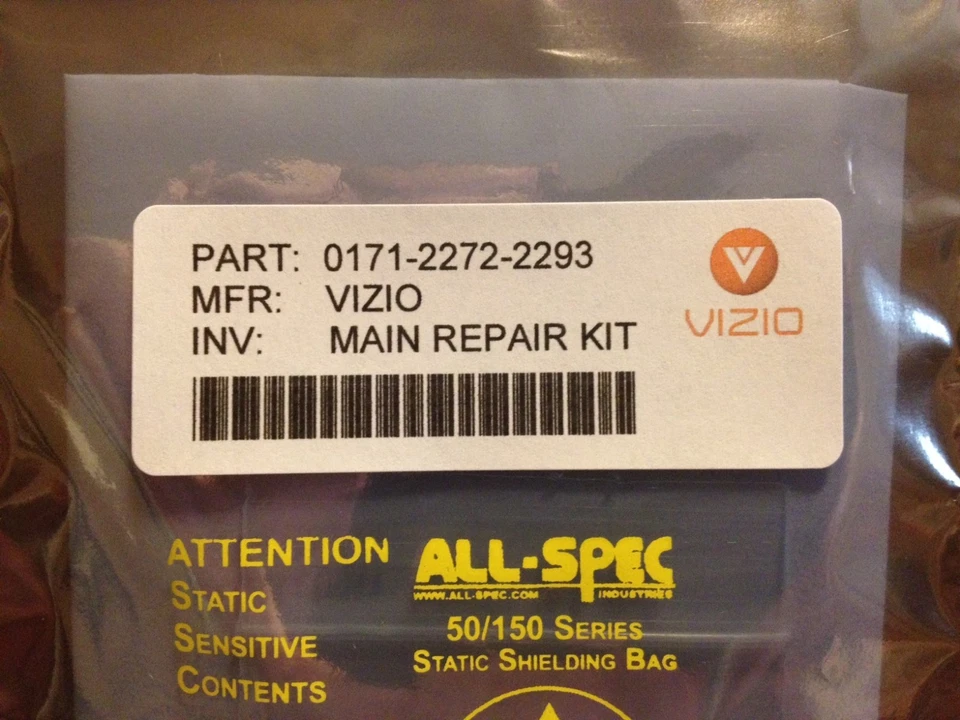 PART: 0171-2272-2293
MFR: VIZIO
INV: MAIN REPAIR KIT
VIZIO
ATTENTION
STATIC
SENSITIVE
CONTENTS
ALL-SPEC
WWW.ALL-SPEC.COM INDUSTRIES
50/150 SERIES
STATIC SHIELDING BAG